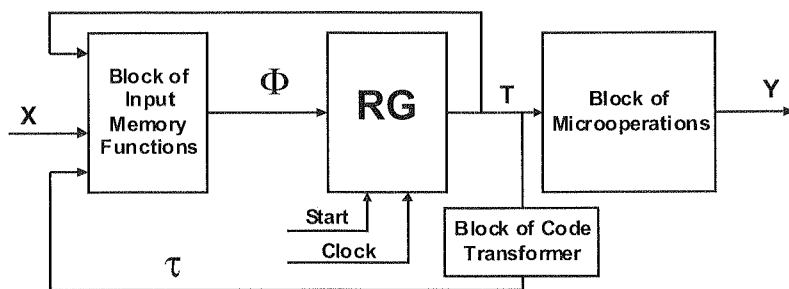 Block of
Input
Memory
Functions
X
Φ
RG
T
Block of
Microoperations
Y
Start
Clock
Block of Code
Transformer
τ